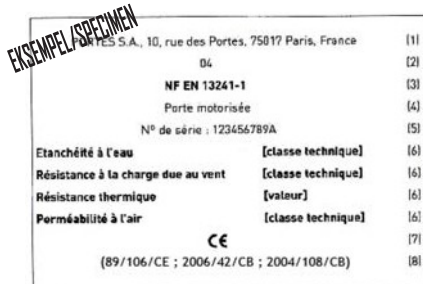 EKSEMPEL/SPECIMEN
PORTES S.A., 10, rue des Portes, 75017 Paris, France [1]
04 [2]
NF EN 13241-1 [3]
Porte motorisée [4]
N° de série : 123456789A [5]
Etanchéité à l'eau [classe technique] [6]
Résistance à la charge due au vent [classe technique] [6]
Résistance thermique [valeur] [6]
Perméabilité à l'air [classe technique] [6]
CE [7]
(89/106/CE ; 2006/42/CB ; 2004/108/CB) [8]